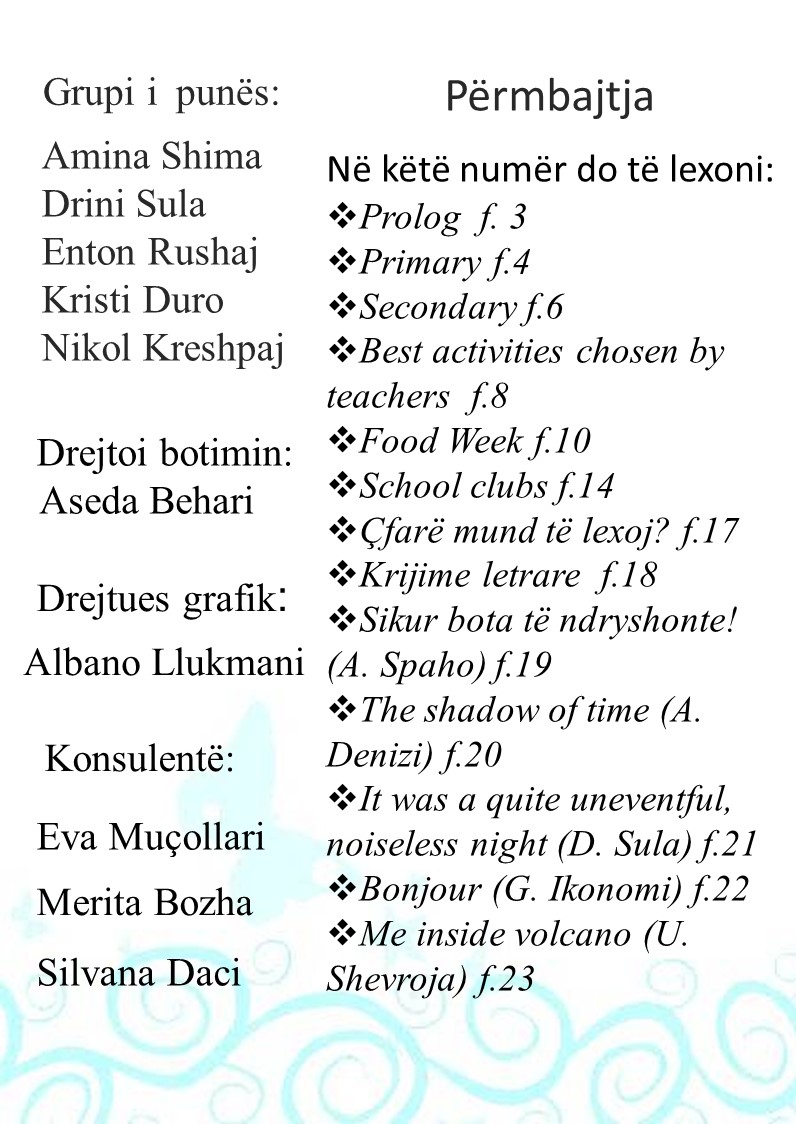 Grupi i punës:
Amina Shima
Drini Sula
Enton Rushaj
Kristi Duro
Nikol Kreshpaj
Drejtoi botimin:
Aseda Behari
Drejtues grafik:
Albano Llukmani
Konsulentë:
Eva Muçollari
Merita Bozha
Silvana Daci
Përmbajtja
Në këtë numër do të lexoni:
❖Prolog f. 3
❖Primary f.4
❖Secondary f.6
❖Best activities chosen by
teachers f.8
❖Food Week f.10
❖School clubs f.14
❖Çfarë mund të lexoj? f.17
❖Krijime letrare f.18
❖Sikur bota të ndryshonte!
(A. Spaho) f.19
❖The shadow of time (A.
Denizi) f.20
❖It was a quite uneventful,
noiseless night (D. Sula) f.21
❖Bonjour (G. Ikonomi) f.22
❖Me inside volcano (U.
Shevroja) f.23